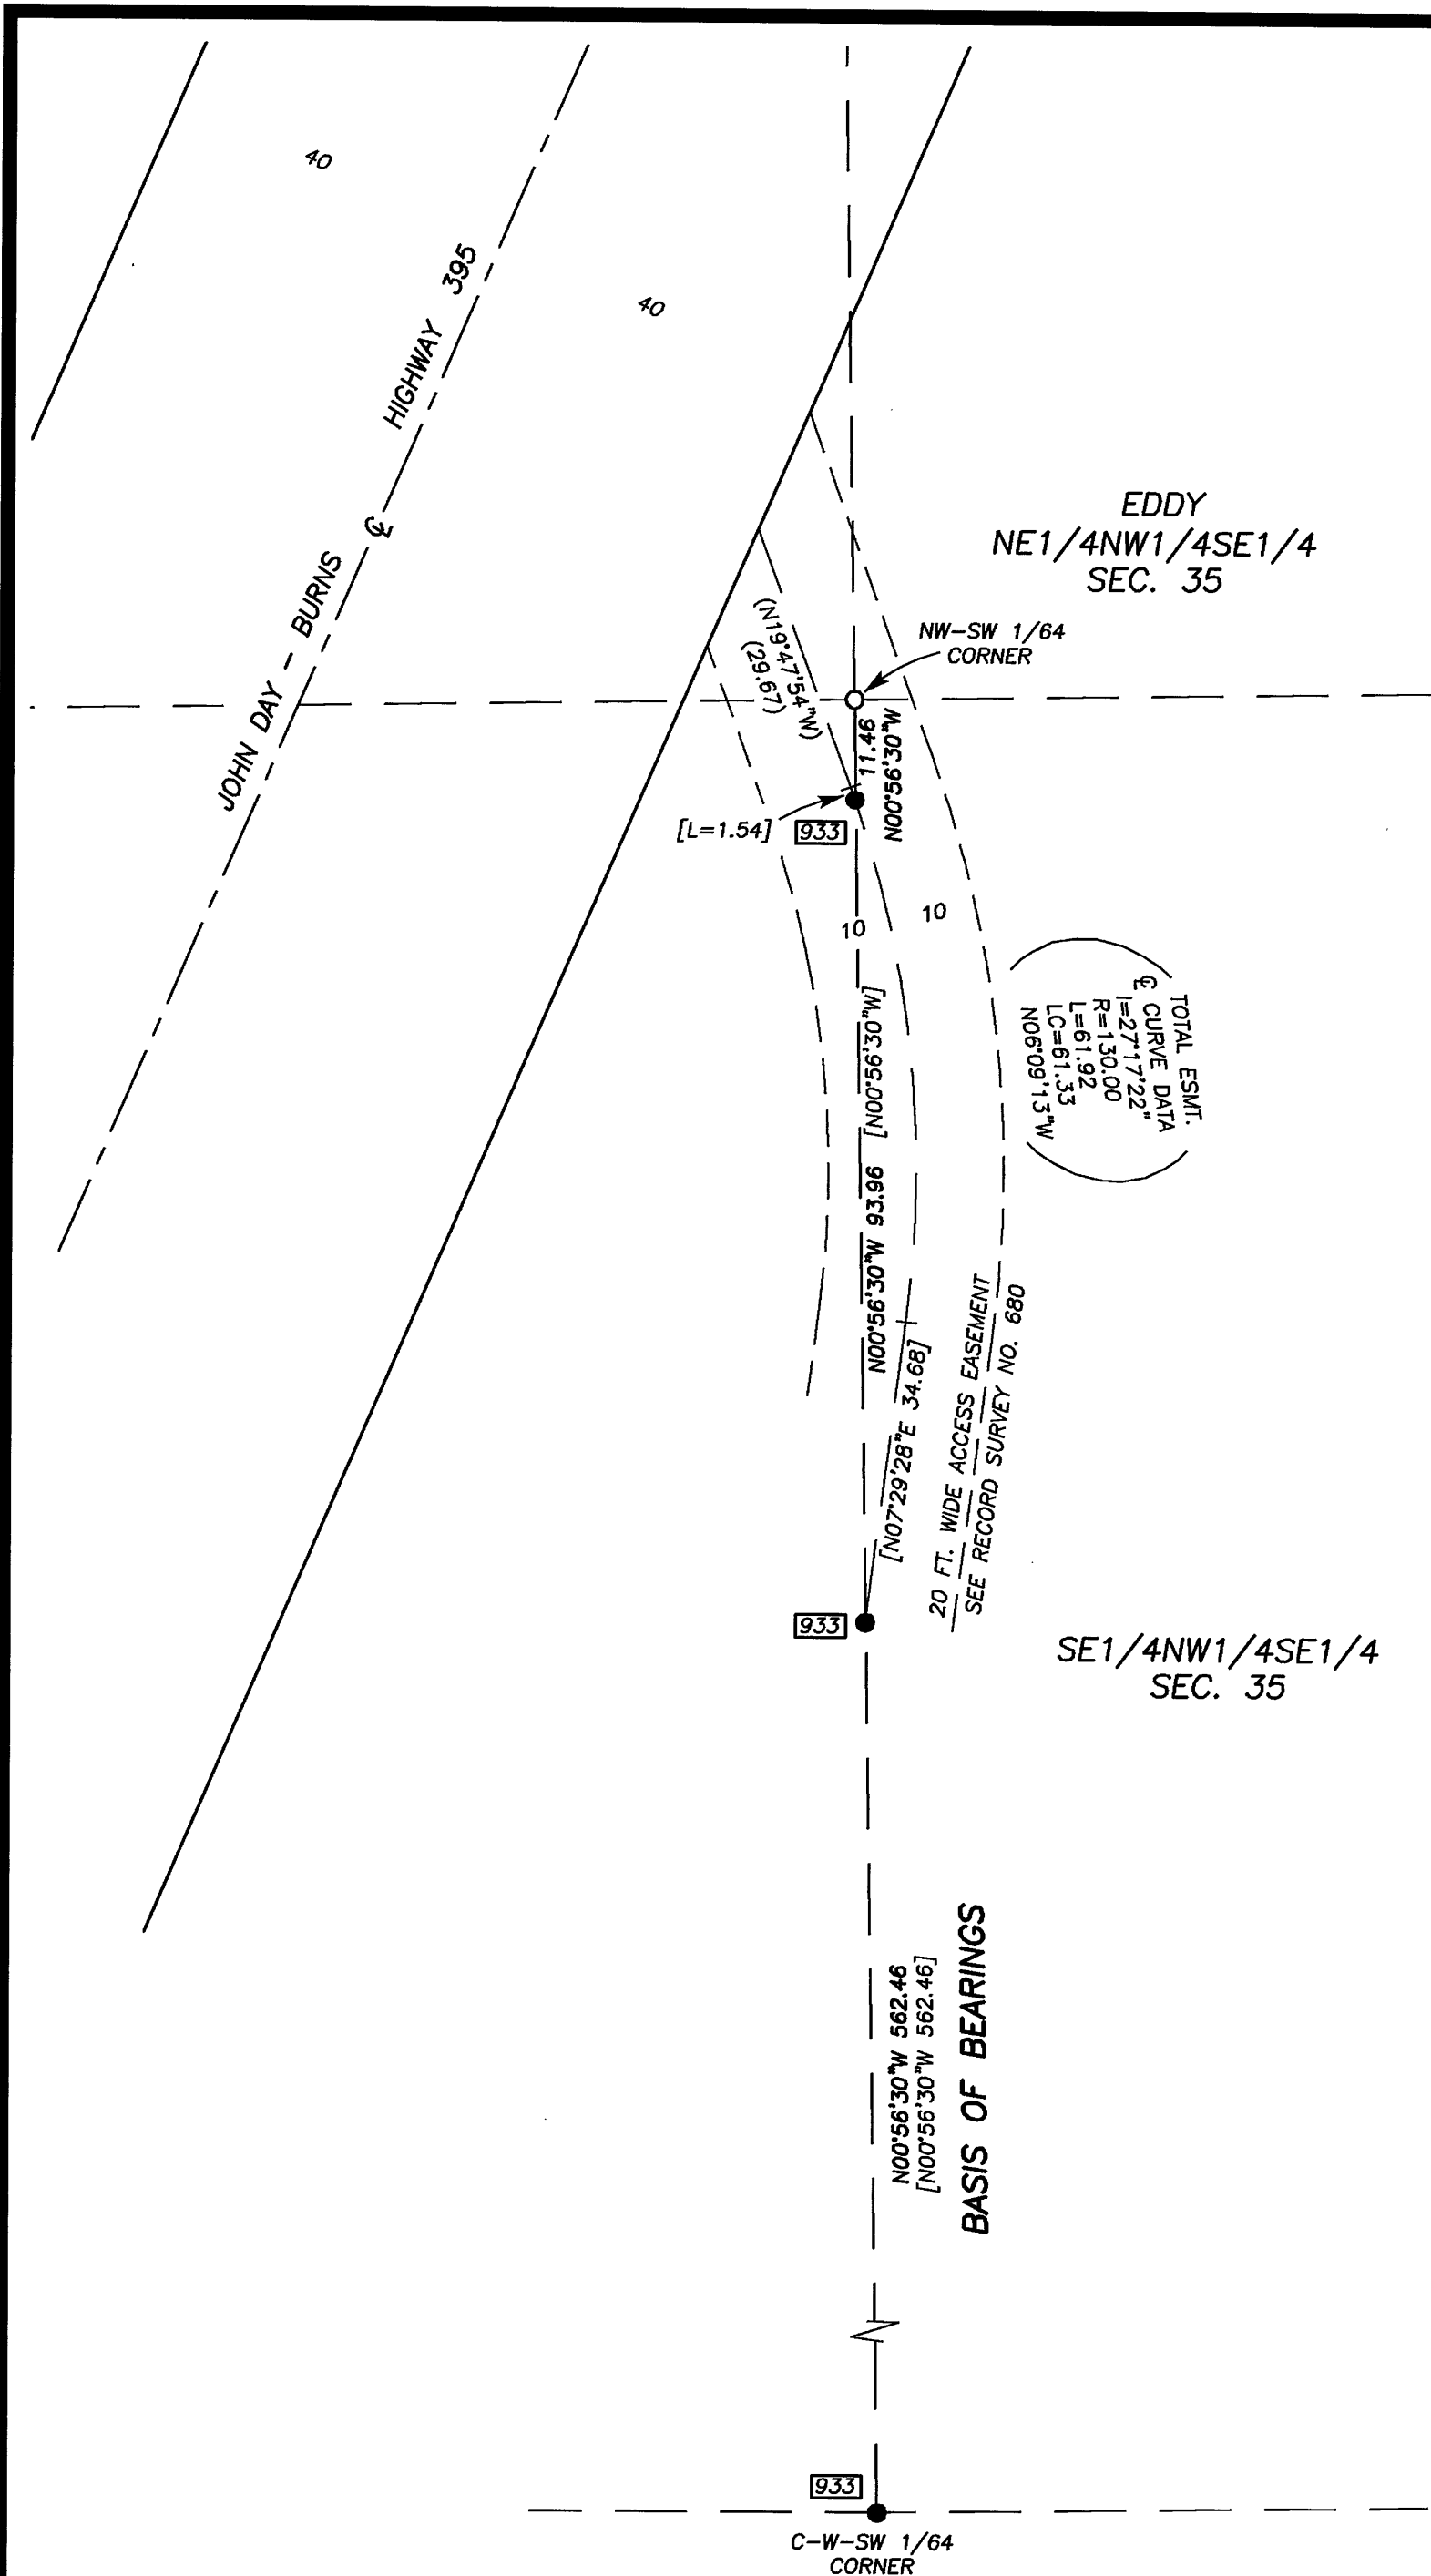 40
40
JOHN DAY - BURNS ℄ HIGHWAY 395
EDDY
NE1/4NW1/4SE1/4
SEC. 35
NW-SW 1/64
CORNER
(N19°47'54"W)
(29.67)
11.46
N00°56'30"W
[L=1.54]
933
10
10
TOTAL ESMT.
℄ CURVE DATA
I=27°17'22"
R=130.00
L=61.92
LC=61.33
N06°09'13"W
N00°56'30"W 93.96 [N00°56'30"W]
[N07°29'28"E 34.68]
20 FT. WIDE ACCESS EASEMENT
SEE RECORD SURVEY NO. 680
933
SE1/4NW1/4SE1/4
SEC. 35
N00°56'30"W 562.46
[N00°56'30"W 562.46]
BASIS OF BEARINGS
933
C-W-SW 1/64
CORNER